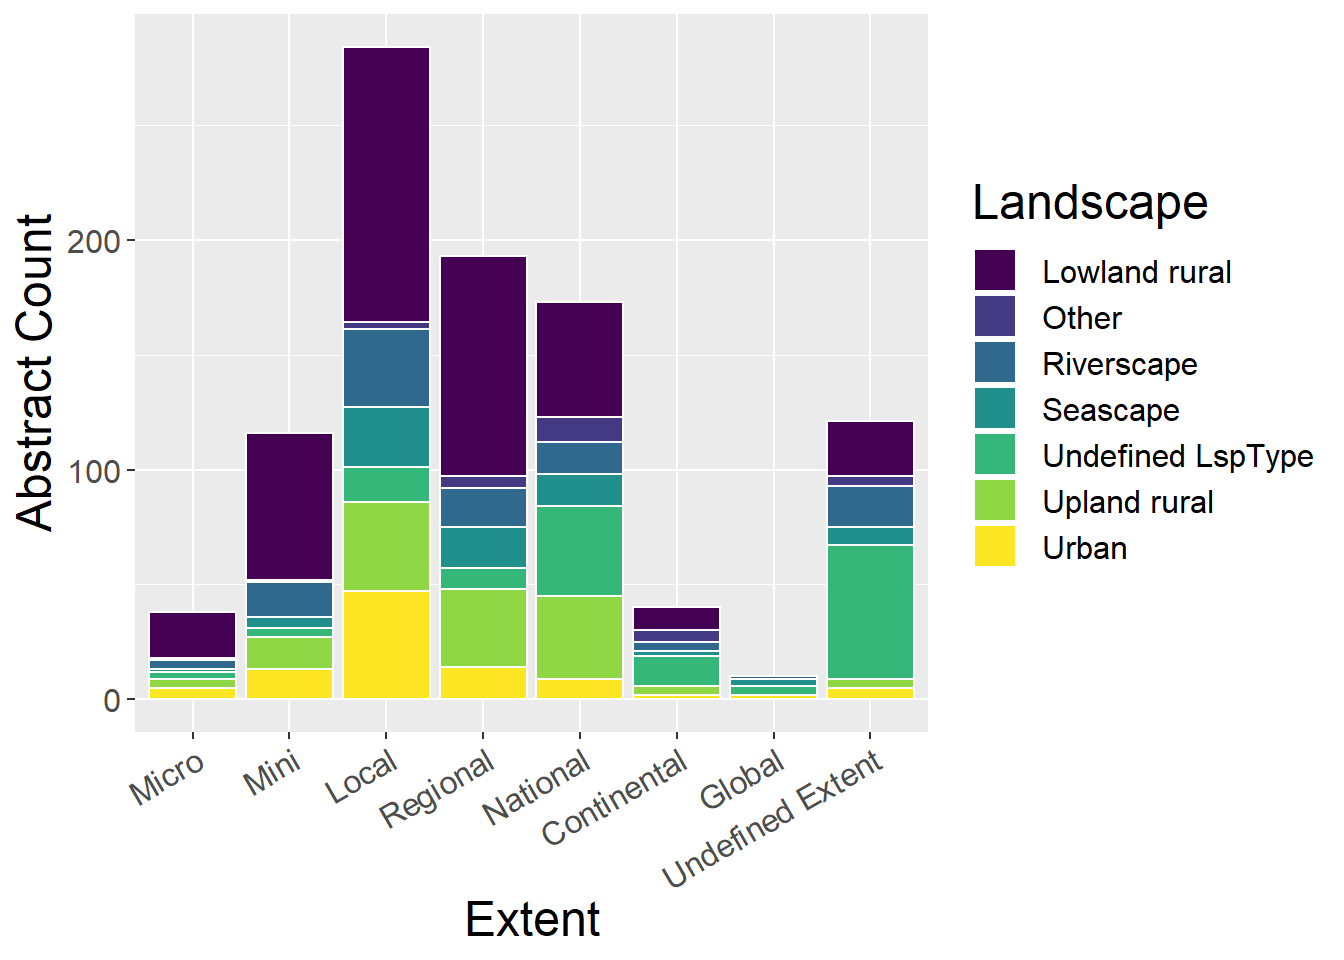 Abstract Count
200
100
0
Micro
Mini
Local
Regional
National
Continental
Global
Undefined Extent
Extent
Landscape
Lowland rural
Other
Riverscape
Seascape
Undefined LspType
Upland rural
Urban